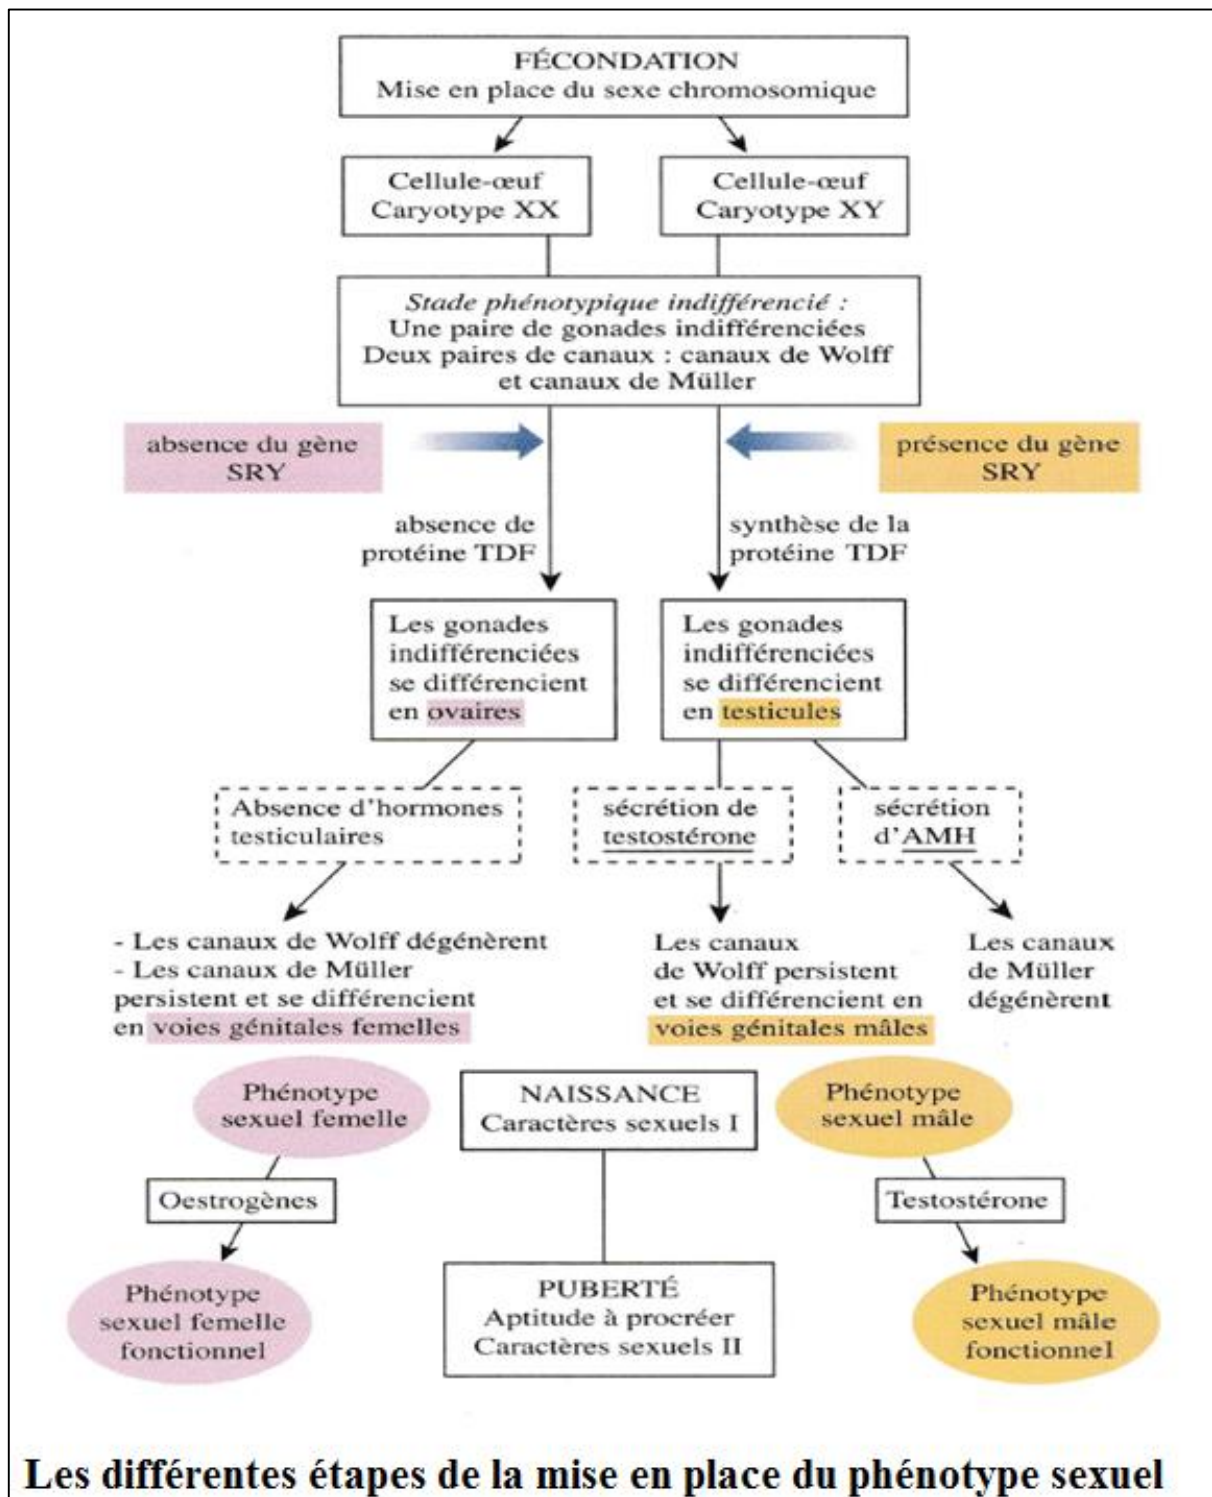 FÉCONDATION
Mise en place du sexe chromosomique
Cellule-œuf
Caryotype XX
Cellule-œuf
Caryotype XY
Stade phénotypique indifférencié :
Une paire de gonades indifférenciées
Deux paires de canaux : canaux de Wolff
et canaux de Müller
absence du gène
SRY
présence du gène
SRY
absence de
protéine TDF
synthèse de la
protéine TDF
Les gonades
indifférenciées
se différencient
en ovaires
Les gonades
indifférenciées
se différencient
en testicules
Absence d'hormones
testiculaires
sécrétion de
testostérone
sécrétion
d'AMH
- Les canaux de Wolff dégénèrent
- Les canaux de Müller
persistent et se différencient
en voies génitales femelles
Les canaux
de Wolff persistent
et se différencient en
voies génitales mâles
Les canaux
de Müller
dégénèrent
Phénotype
sexuel femelle
NAISSANCE
Caractères sexuels I
Phénotype
sexuel mâle
Oestrogènes
Testostérone
Phénotype
sexuel femelle
fonctionnel
PUBERTÉ
Aptitude à procréer
Caractères sexuels II
Phénotype
sexuel mâle
fonctionnel
Les différentes étapes de la mise en place du phénotype sexuel